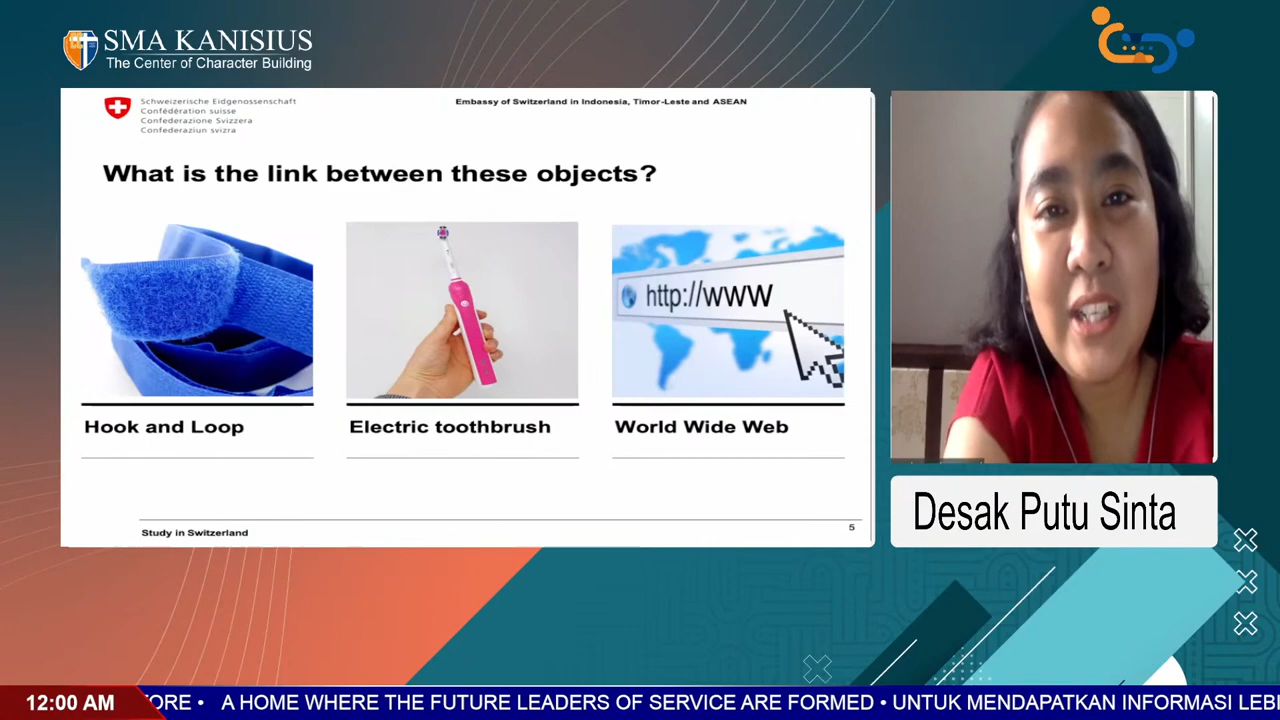 SMA KANISIUS
The Center of Character Building
Schweizerische Eidgenossenschaft
Confédération suisse
Confederazione Svizzera
Confederaziun svizra
Embassy of Switzerland in Indonesia, Timor-Leste and ASEAN
What is the link between these objects?
http://www
Hook and Loop
Electric toothbrush
World Wide Web
Study in Switzerland
5
Desak Putu Sinta
12:00 AM
ORE • A HOME WHERE THE FUTURE LEADERS OF SERVICE ARE FORMED • UNTUK MENDAPATKAN INFORMASI LEBI